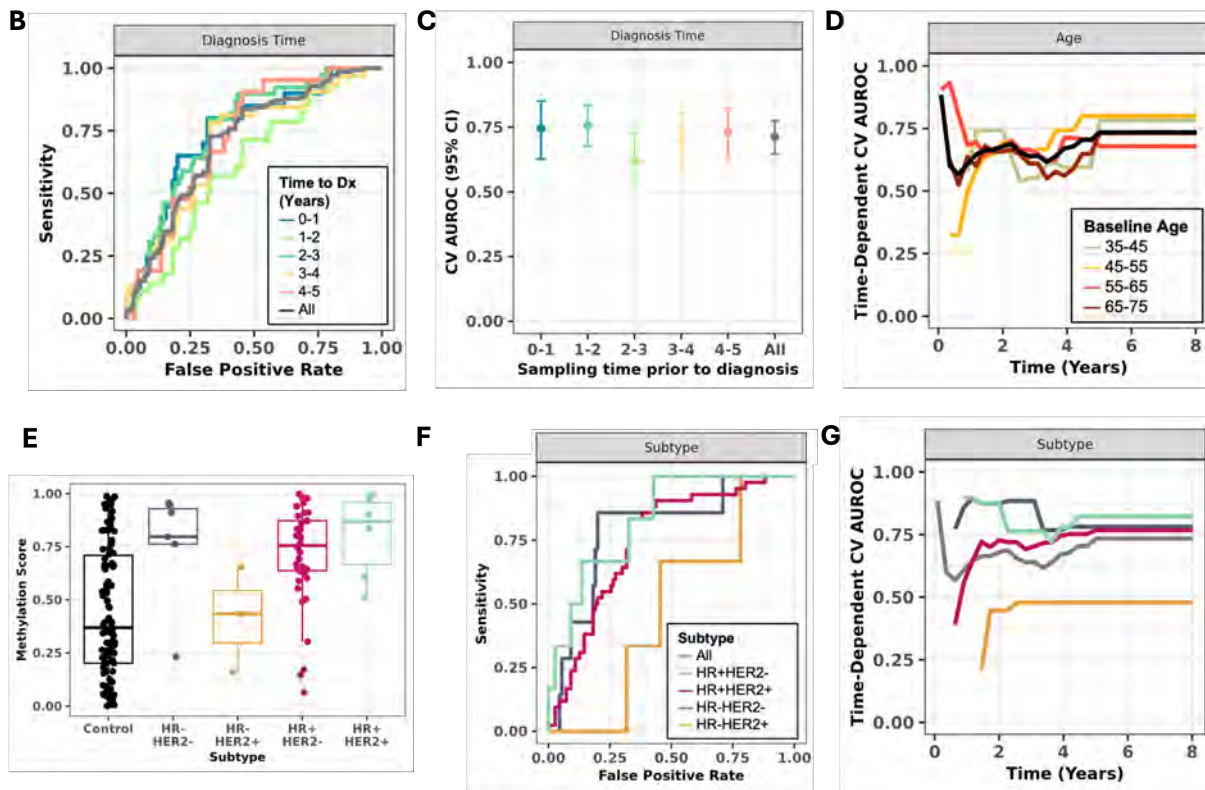 B
Diagnosis Time
1.00
0.75
0.50
0.25
0.00
Sensitivity
Time to Dx
(Years)
0-1
1-2
2-3
3-4
4-5
All
0.00 0.25 0.50 0.75 1.00
False Positive Rate
C
Diagnosis Time
1.00
0.75
0.50
0.25
0.00
CV AUROC (95% CI)
0-1 1-2 2-3 3-4 4-5 All
Sampling time prior to diagnosis
D
Age
1.00
0.75
0.50
0.25
0.00
Time-Dependent CV AUROC
Baseline Age
35-45
45-55
55-65
65-75
0 2 4 6 8
Time (Years)
E
1.00
0.75
0.50
0.25
0.00
Methylation Score
Control HR- HR- HR+ HR+
HER2- HER2+ HER2- HER2+
Subtype
F
Subtype
1.00
0.75
0.50
0.25
0.00
Sensitivity
Subtype
All
HR+HER2-
HR+HER2+
HR-HER2-
HR-HER2+
0.00 0.25 0.50 0.75 1.00
False Positive Rate
G
Subtype
1.00
0.75
0.50
0.25
0.00
Time-Dependent CV AUROC
0 2 4 6 8
Time (Years)